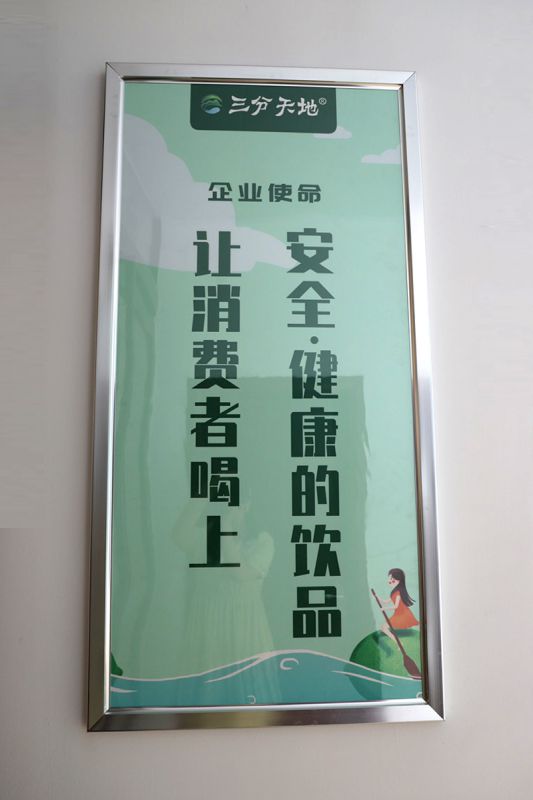 三分天地®
企业使命
让消费者喝上
安全·健康的饮品